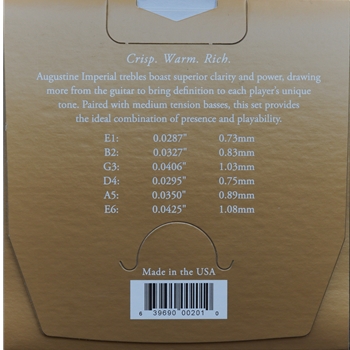 Crisp. Warm. Rich.
Augustine Imperial trebles boast superior clarity and power, drawing
more from the guitar to bring definition to each player's unique
tone. Paired with medium tension basses, this set provides
the ideal combination of presence and playability.
E1: 0.0287" 0.73mm
B2: 0.0327" 0.83mm
G3: 0.0406" 1.03mm
D4: 0.0295" 0.75mm
A5: 0.0350" 0.89mm
E6: 0.0425" 1.08mm
Made in the USA
6 39690 00201 0